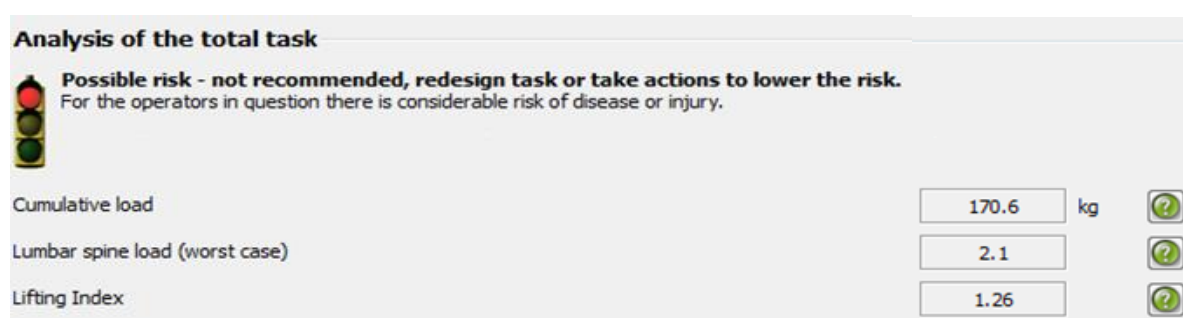 Analysis of the total task
Possible risk - not recommended, redesign task or take actions to lower the risk.
For the operators in question there is considerable risk of disease or injury.
Cumulative load 170.6 kg ?
Lumbar spine load (worst case) 2.1 ?
Lifting Index 1.26 ?